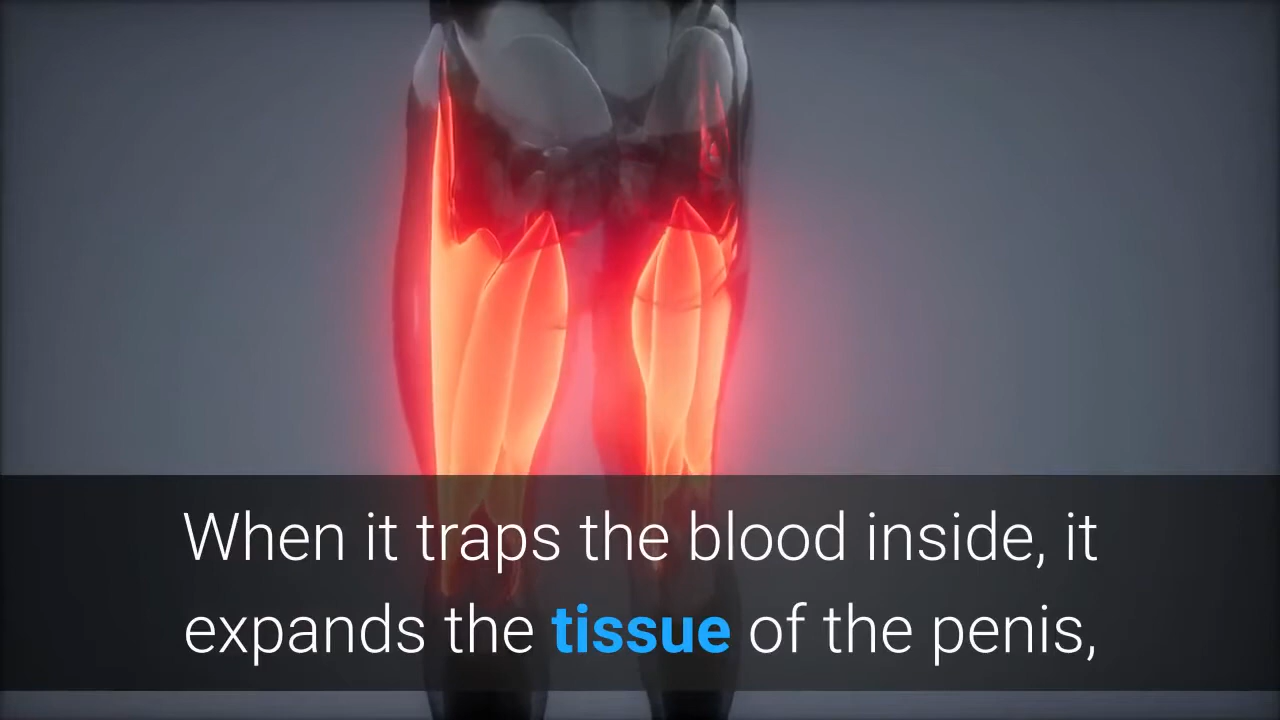 When it traps the blood inside, it
expands the tissue of the penis,